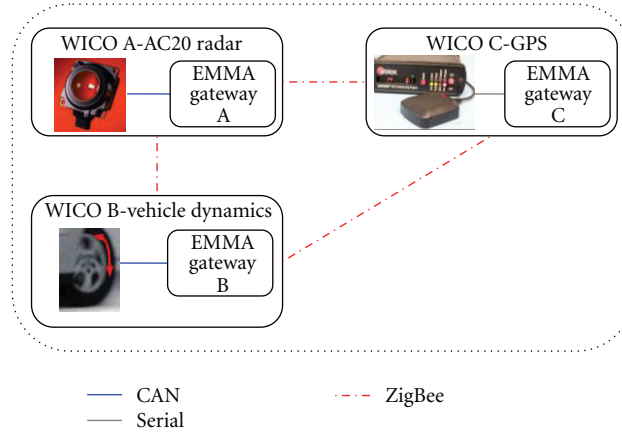 WICO A-AC20 radar
EMMA
gateway
A
WICO C-GPS
EMMA
gateway
C
WICO B-vehicle dynamics
EMMA
gateway
B
CAN
Serial
ZigBee